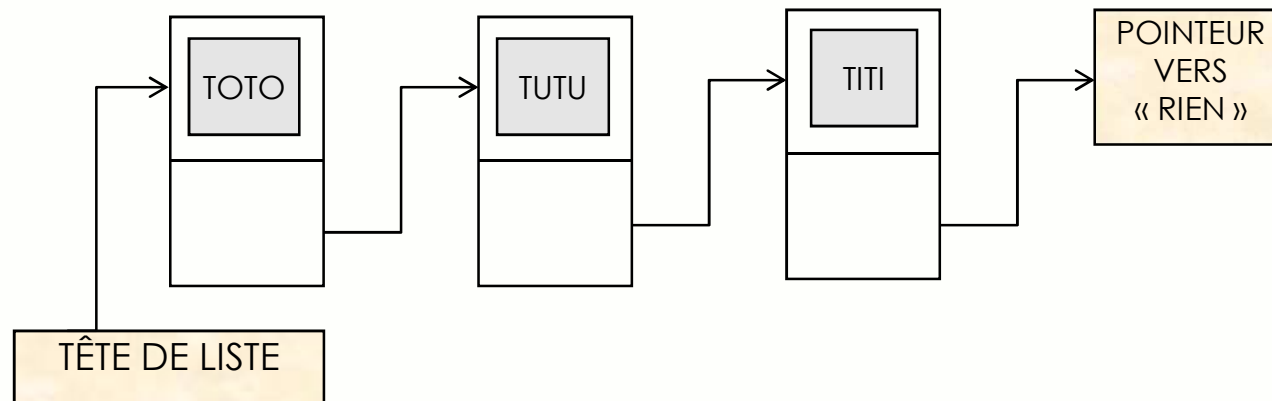 TOTO
TUTU
TITI
POINTEUR
VERS
« RIEN »
TÊTE DE LISTE